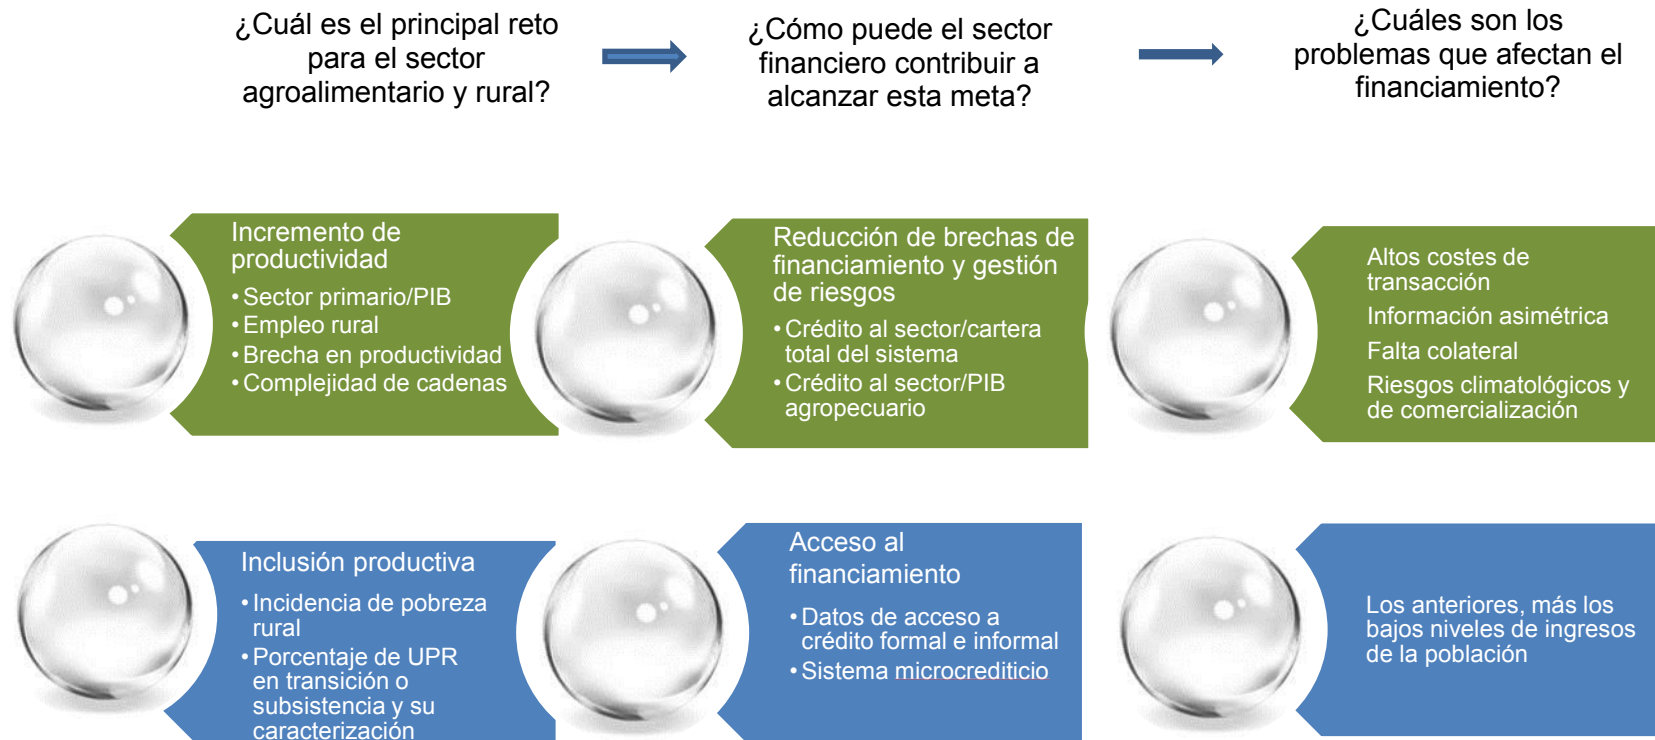 ¿Cuál es el principal reto
para el sector
agroalimentario y rural?
¿Cómo puede el sector
financiero contribuir a
alcanzar esta meta?
¿Cuáles son los
problemas que afectan el
financiamiento?
Incremento de
productividad
• Sector primario/PIB
• Empleo rural
• Brecha en productividad
• Complejidad de cadenas
Reducción de brechas de
financiamiento y gestión
de riesgos
• Crédito al sector/cartera
total del sistema
• Crédito al sector/PIB
agropecuario
Altos costes de
transacción
Información asimétrica
Falta colateral
Riesgos climatológicos y
de comercialización
Inclusión productiva
• Incidencia de pobreza
rural
• Porcentaje de UPR
en transición o
subsistencia y su
caracterización
Acceso al
financiamiento
• Datos de acceso a
crédito formal e informal
• Sistema microcrediticio
Los anteriores, más los
bajos niveles de ingresos
de la población